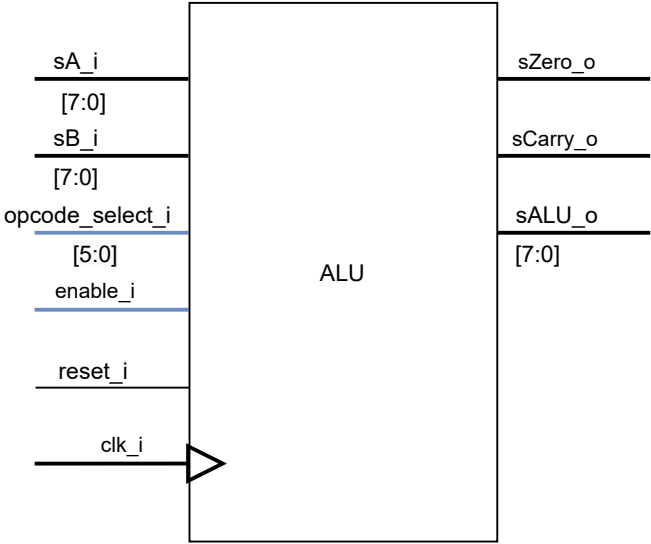 sA_i
[7:0]
sB_i
[7:0]
opcode_select_i
[5:0]
enable_i
reset_i
clk_i
ALU
sZero_o
sCarry_o
sALU_o
[7:0]